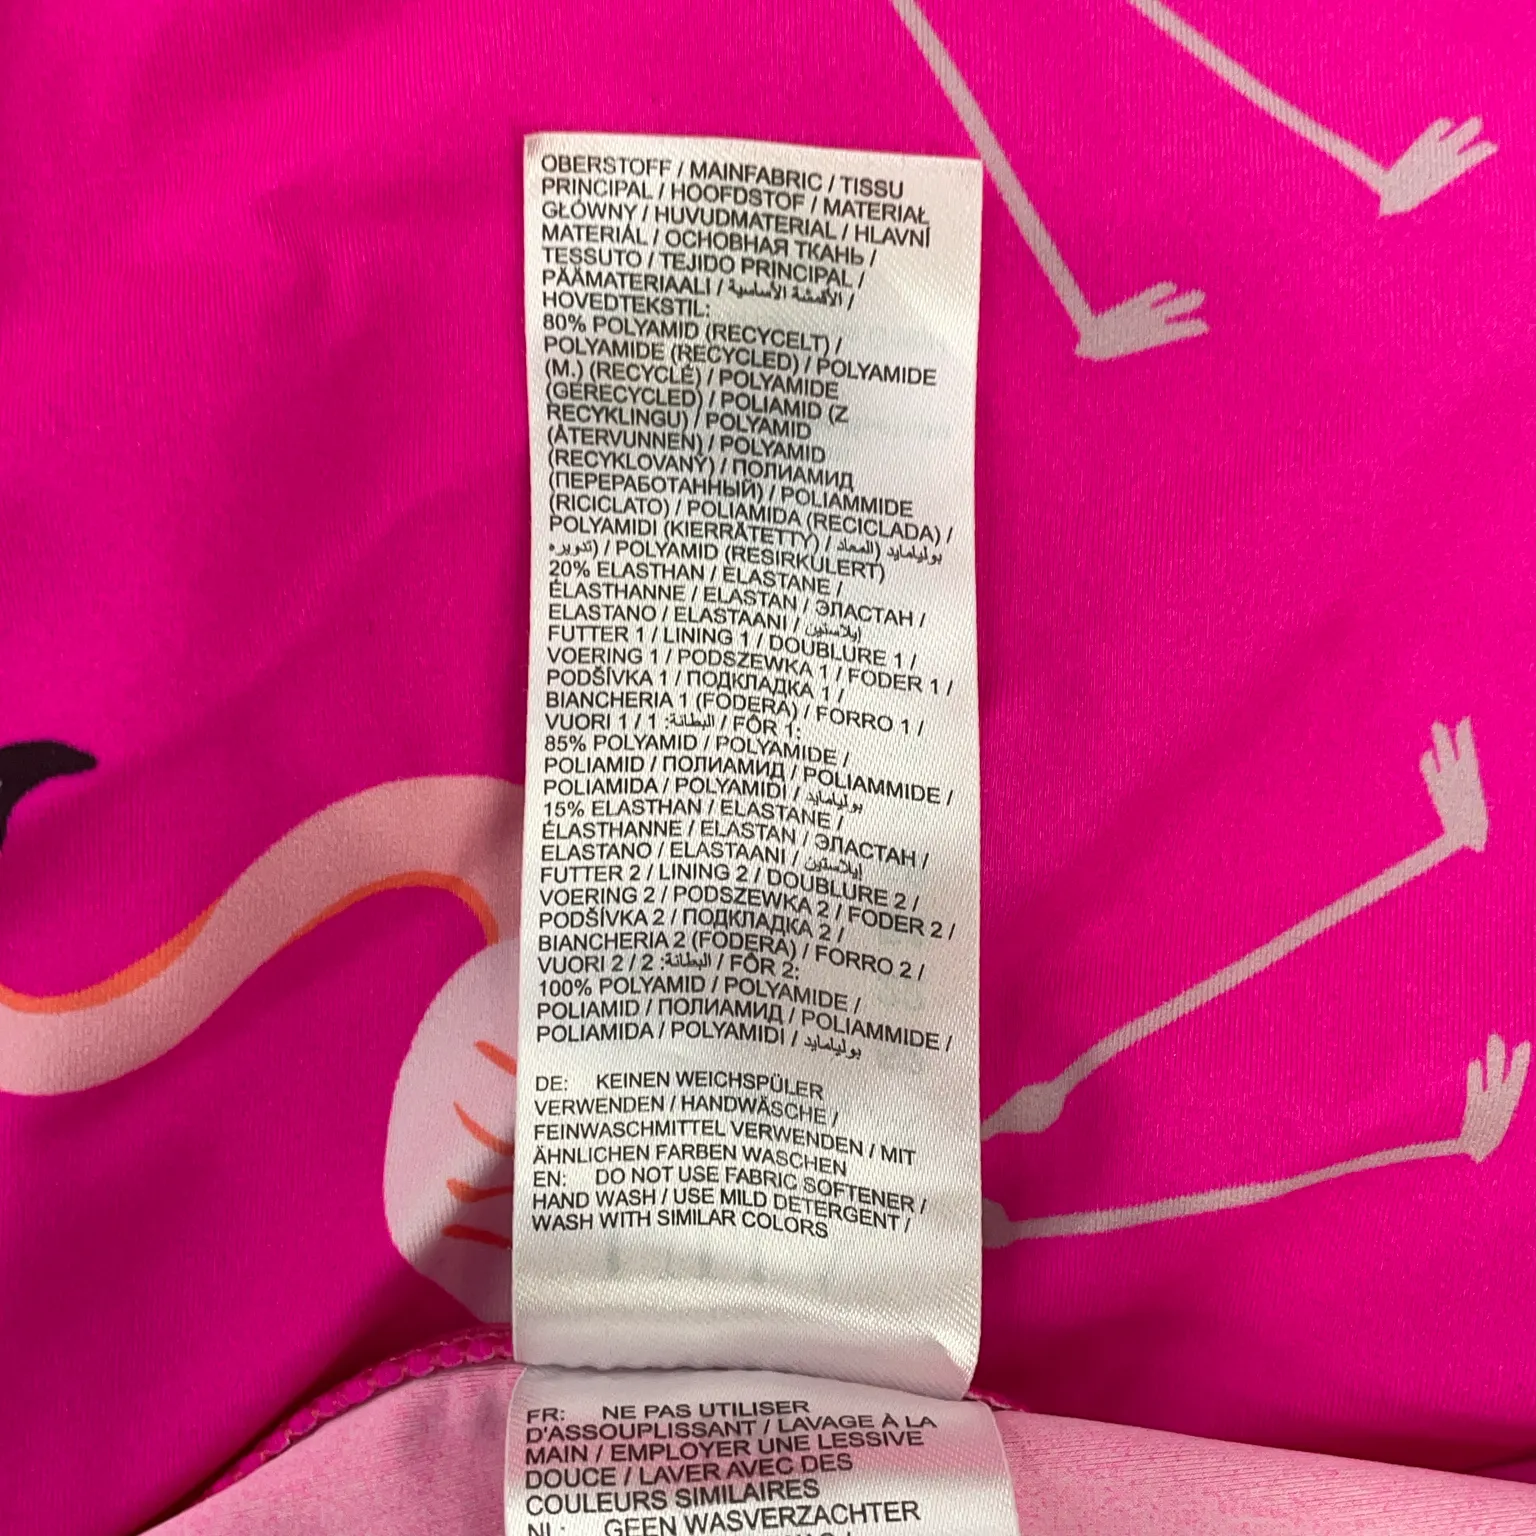 OBERSTOFF / MAINFABRIC / TISSU
PRINCIPAL / HOOFDSTOF / MATERIAŁ
GŁÓWNY / HUVUDMATERIAL / HLAVNÍ
MATERIÁL / ОСНОВНАЯ ТКАНЬ /
TESSUTO / TEJIDO PRINCIPAL /
PÄÄMATERIAALI / الأقمشة الأساسية /
HOVEDTEKSTIL:
80% POLYAMID (RECYCELT) /
POLYAMIDE (RECYCLED) / POLYAMIDE
(M.) (RECYCLÉ) / POLYAMIDE
(GERECYCLED) / POLIAMID (Z
RECYKLINGU) / POLYAMID
(ÅTERVUNNEN) / POLYAMID
(RECYKLOVANÝ) / ПОЛИАМИД
(ПЕРЕРАБОТАННЫЙ) / POLIAMMIDE
(RICICLATO) / POLIAMIDA (RECICLADA) /
POLYAMIDI (KIERRÄTETTY) / بوليامايد (المعاد
تدويره) / POLYAMID (RESIRKULERT)
20% ELASTHAN / ELASTANE /
ÉLASTHANNE / ELASTAN / ЭЛАСТАН /
ELASTANO / ELASTAANI / إيلاستين
FUTTER 1 / LINING 1 / DOUBLURE 1 /
VOERING 1 / PODSZEWKA 1 / FODER 1 /
PODŠÍVKA 1 / ПОДКЛАДКА 1 /
BIANCHERIA 1 (FODERA) / FORRO 1 /
VUORI 1 / 1 :البطانة / FÔR 1:
85% POLYAMID / POLYAMIDE /
POLIAMID / ПОЛИАМИД / POLIAMMIDE /
POLIAMIDA / POLYAMIDI / بوليامايد
15% ELASTHAN / ELASTANE /
ÉLASTHANNE / ELASTAN / ЭЛАСТАН /
ELASTANO / ELASTAANI / إيلاستين
FUTTER 2 / LINING 2 / DOUBLURE 2 /
VOERING 2 / PODSZEWKA 2 / FODER 2 /
PODŠÍVKA 2 / ПОДКЛАДКА 2 /
BIANCHERIA 2 (FODERA) / FORRO 2 /
VUORI 2 / 2 :البطانة / FÔR 2:
100% POLYAMID / POLYAMIDE /
POLIAMID / ПОЛИАМИД / POLIAMMIDE /
POLIAMIDA / POLYAMIDI / بوليامايد
DE: KEINEN WEICHSPÜLER
VERWENDEN / HANDWÄSCHE /
FEINWASCHMITTEL VERWENDEN / MIT
ÄHNLICHEN FARBEN WASCHEN
EN: DO NOT USE FABRIC SOFTENER /
HAND WASH / USE MILD DETERGENT /
WASH WITH SIMILAR COLORS
FR: NE PAS UTILISER
D'ASSOUPLISSANT / LAVAGE À LA
MAIN / EMPLOYER UNE LESSIVE
DOUCE / LAVER AVEC DES
COULEURS SIMILAIRES
NL: GEEN WASVERZACHTER